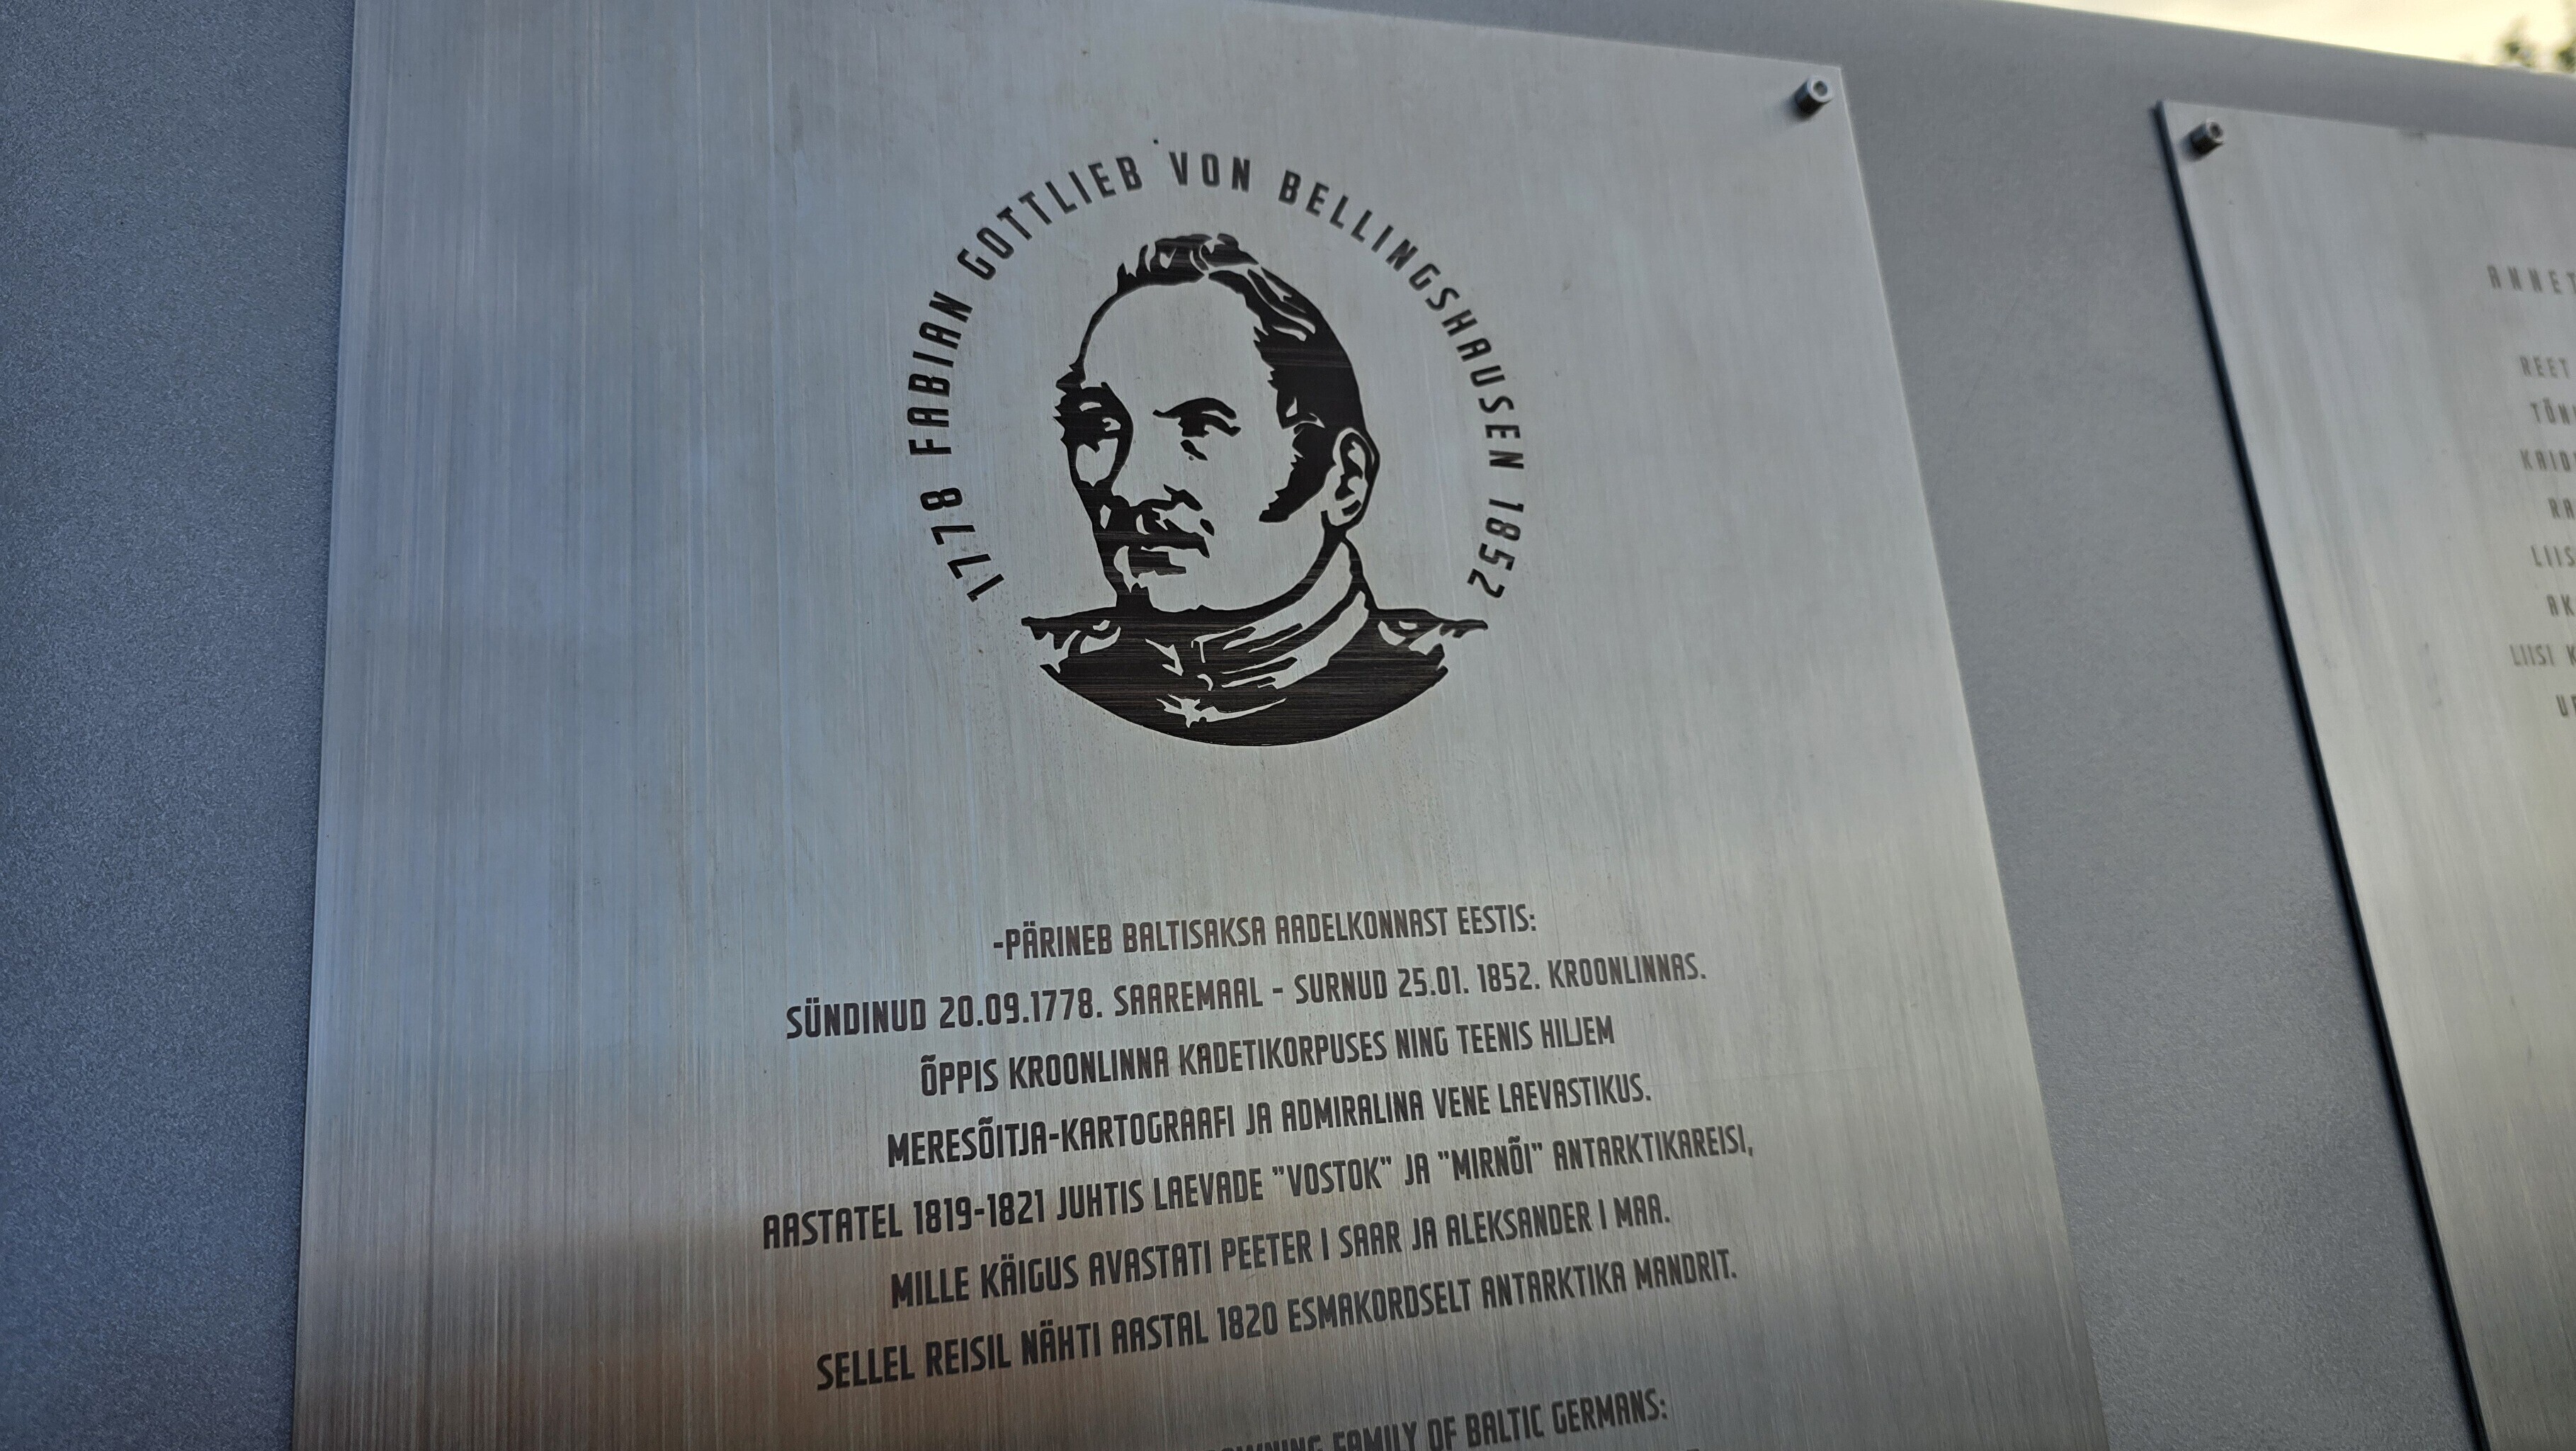 1778 FABIAN GOTTLIEB VON BELLINGSHAUSEN 1852
-PÄRINEB BALTISAKSA AADELKONNAST EESTIS:
SÜNDINUD 20.09.1778. SAAREMAAL - SURNUD 25.01. 1852. KROONLINNAS.
ÕPPIS KROONLINNA KADETIKORPUSES NING TEENIS HILJEM
MERESÕITJA-KARTOGRAAFI JA ADMIRALINA VENE LAEVASTIKUS.
AASTATEL 1819-1821 JUHTIS LAEVADE "VOSTOK" JA "MIRNÕI" ANTARKTIKAREISI,
MILLE KÄIGUS AVASTATI PEETER I SAAR JA ALEKSANDER I MAA.
SELLEL REISIL NÄHTI AASTAL 1820 ESMAKORDSELT ANTARKTIKA MANDRIT.
FAMILY OF BALTIC GERMANS:
REET
LIISI K